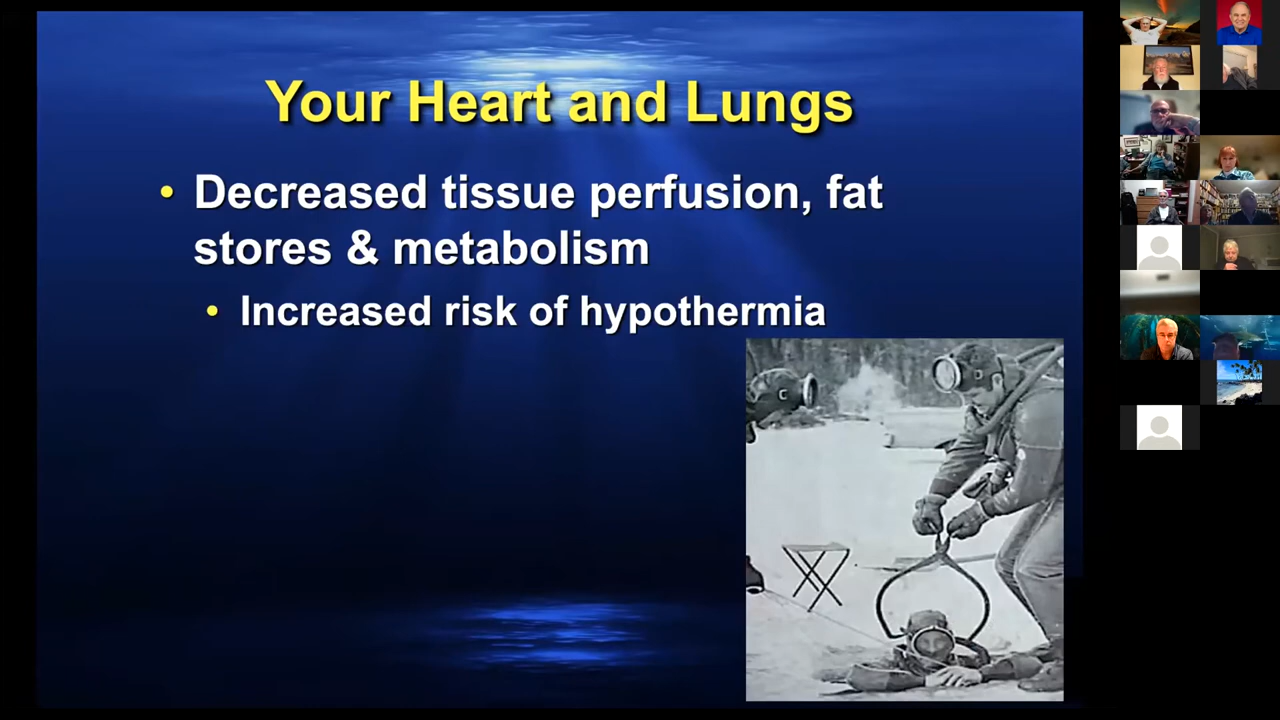 Your Heart and Lungs
• Decreased tissue perfusion, fat
stores & metabolism
• Increased risk of hypothermia